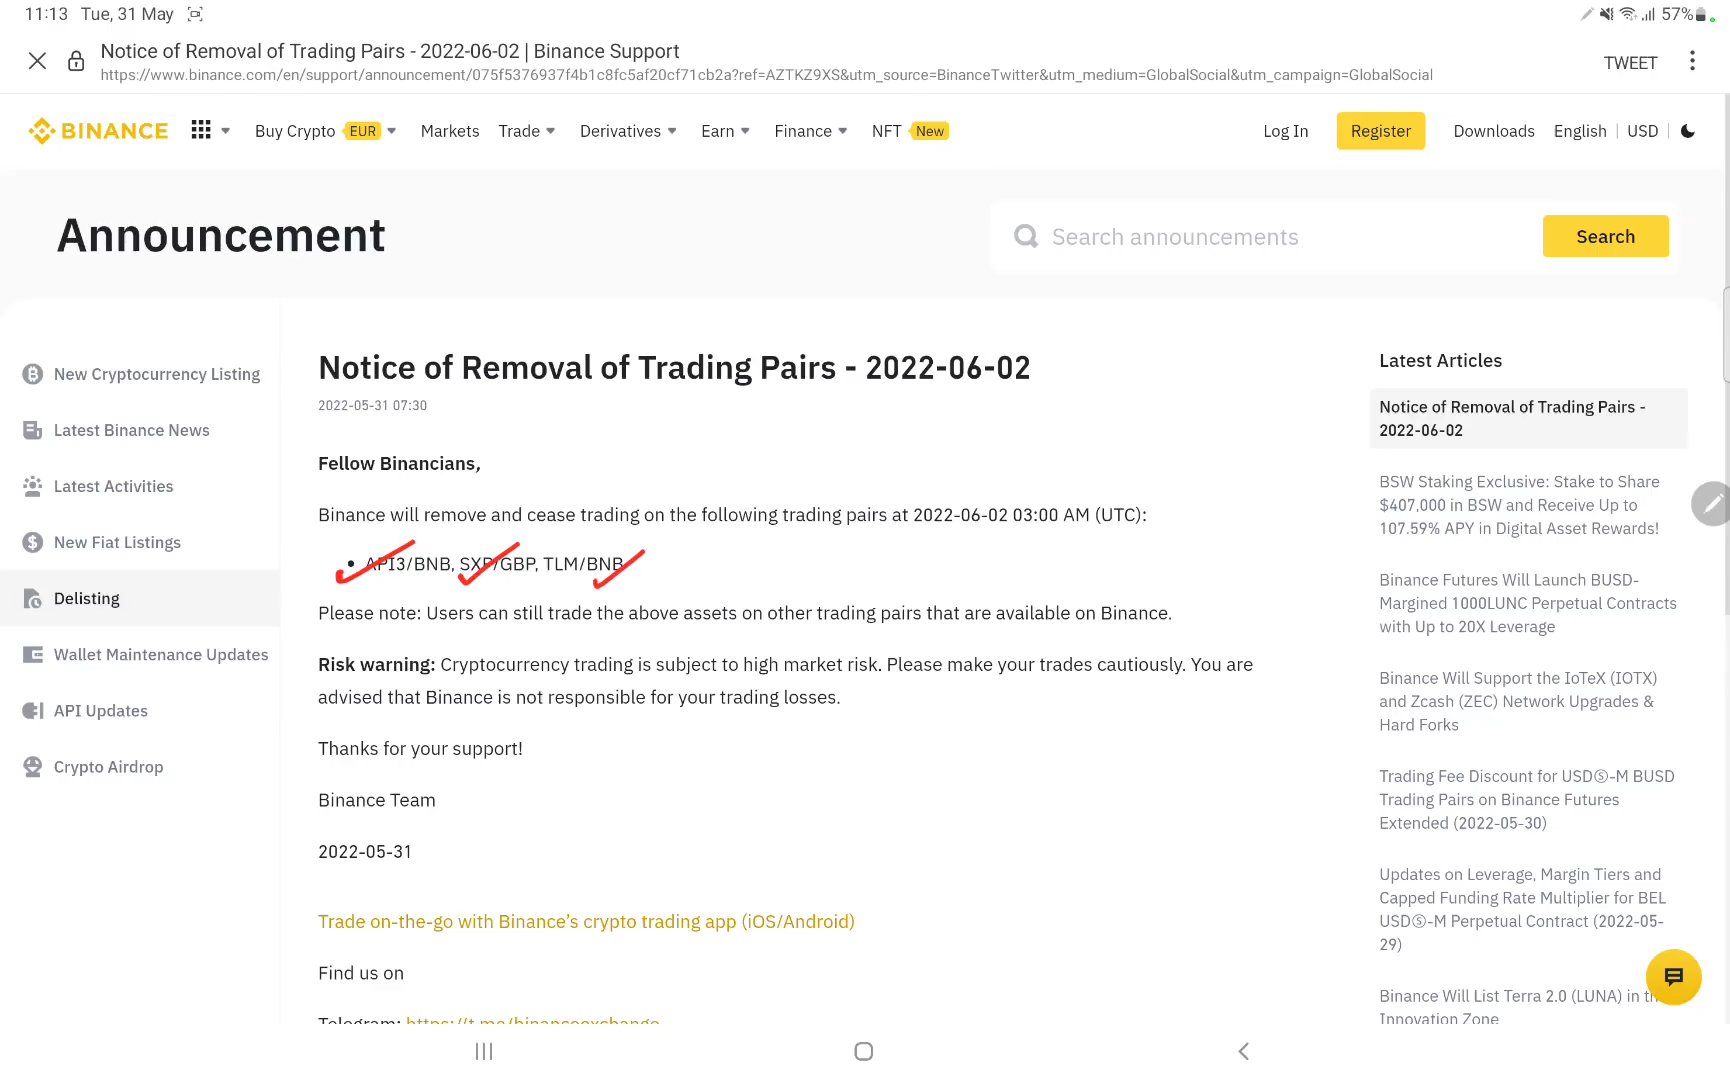 11:13 Tue, 31 May
57%
Notice of Removal of Trading Pairs - 2022-06-02 | Binance Support
https://www.binance.com/en/support/announcement/075f5376937f4b1c8fc5af20cf71cb2a?ref=AZTKZ9XS&utm_source=BinanceTwitter&utm_medium=GlobalSocial&utm_campaign=GlobalSocial
TWEET
BINANCE
Buy Crypto EUR Markets Trade Derivatives Earn Finance NFT New
Log In Register Downloads English USD
Announcement
Search announcements
Search
New Cryptocurrency Listing
Latest Binance News
Latest Activities
New Fiat Listings
Delisting
Wallet Maintenance Updates
API Updates
Crypto Airdrop
Notice of Removal of Trading Pairs - 2022-06-02
2022-05-31 07:30
Fellow Binancians,
Binance will remove and cease trading on the following trading pairs at 2022-06-02 03:00 AM (UTC):
• API3/BNB, SXP/GBP, TLM/BNB
Please note: Users can still trade the above assets on other trading pairs that are available on Binance.
Risk warning: Cryptocurrency trading is subject to high market risk. Please make your trades cautiously. You are
advised that Binance is not responsible for your trading losses.
Thanks for your support!
Binance Team
2022-05-31
Trade on-the-go with Binance’s crypto trading app (iOS/Android)
Find us on
Telegram: https://t.me/binanceexchange
Latest Articles
Notice of Removal of Trading Pairs -
2022-06-02
BSW Staking Exclusive: Stake to Share
$407,000 in BSW and Receive Up to
107.59% APY in Digital Asset Rewards!
Binance Futures Will Launch BUSD-
Margined 1000LUNC Perpetual Contracts
with Up to 20X Leverage
Binance Will Support the IoTeX (IOTX)
and Zcash (ZEC) Network Upgrades &
Hard Forks
Trading Fee Discount for USDⓈ-M BUSD
Trading Pairs on Binance Futures
Extended (2022-05-30)
Updates on Leverage, Margin Tiers and
Capped Funding Rate Multiplier for BEL
USDⓈ-M Perpetual Contract (2022-05-
29)
Binance Will List Terra 2.0 (LUNA) in
Innovation Zone